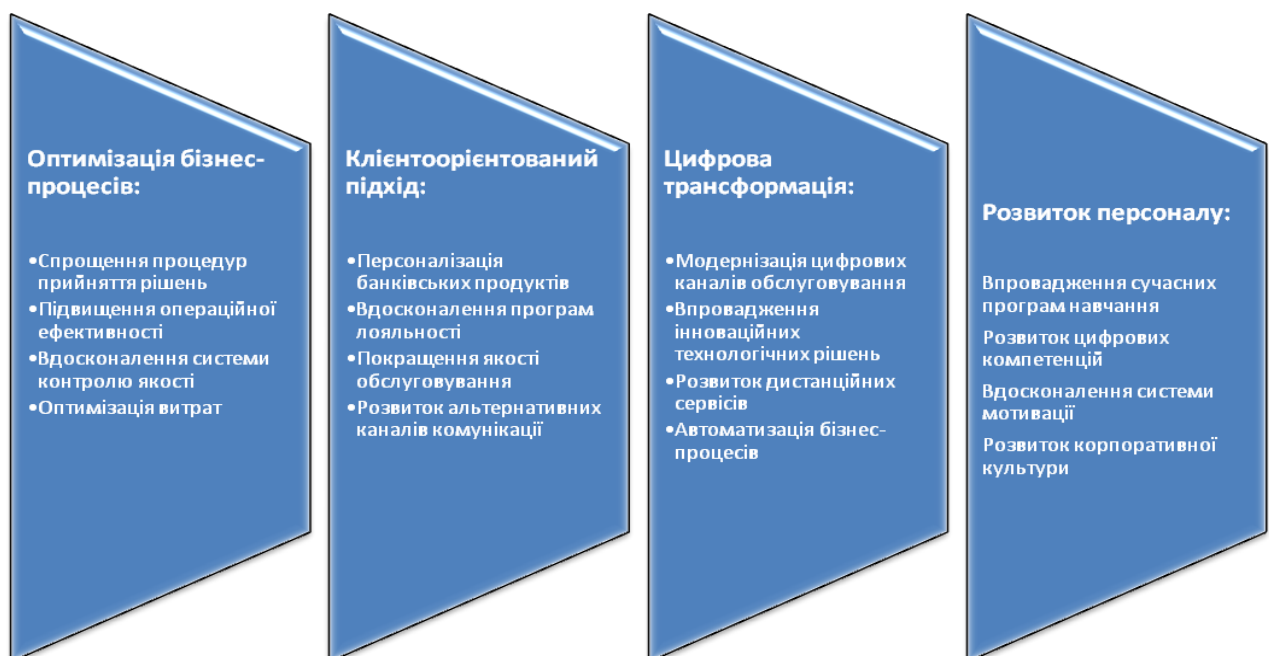 Оптимізація бізнес-
процесів:
•Спрощення процедур
прийняття рішень
•Підвищення операційної
ефективності
•Вдосконалення системи
контролю якості
•Оптимізація витрат
Клієнтоорієнтований
підхід:
•Персоналізація
банківських продуктів
•Вдосконалення програм
лояльності
•Покращення якості
обслуговування
•Розвиток альтернативних
каналів комунікації
Цифрова
трансформація:
•Модернізація цифрових
каналів обслуговування
•Впровадження
інноваційних
технологічних рішень
•Розвиток дистанційних
сервісів
•Автоматизація бізнес-
процесів
Розвиток персоналу:
Впровадження сучасних
програм навчання
Розвиток цифрових
компетенцій
Вдосконалення системи
мотивації
Розвиток корпоративної
культури